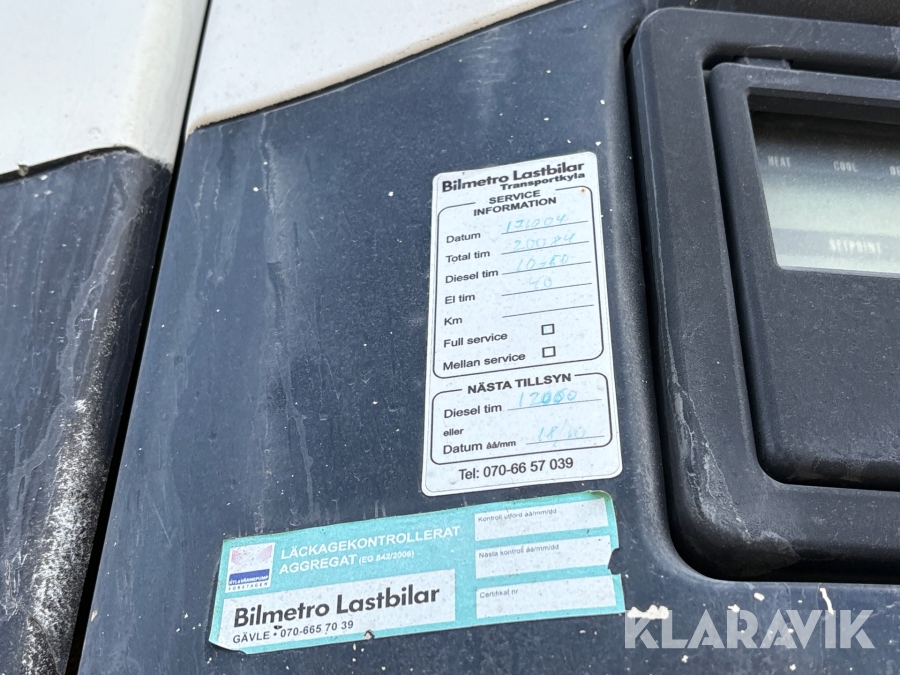 Bilmetro Lastbilar
Transportkyla
SERVICE
INFORMATION
Datum 171004
Total tim 20084
Diesel tim
El tim 40
Km
Full service
Mellan service
NÄSTA TILLSYN
Diesel tim 12060
eller
Datum åå/mm
Tel: 070-66 57 039
HEAT COOL
SETPOINT
LÄCKAGEKONTROLLERAT
AGGREGAT (EG 842/2006)
Bilmetro Lastbilar
GÄVLE • 070-665 70 39
Kontroll utförd åå/mm/dd
Nästa kontroll åå/mm/dd
Certifikat nr
KLARAVIK